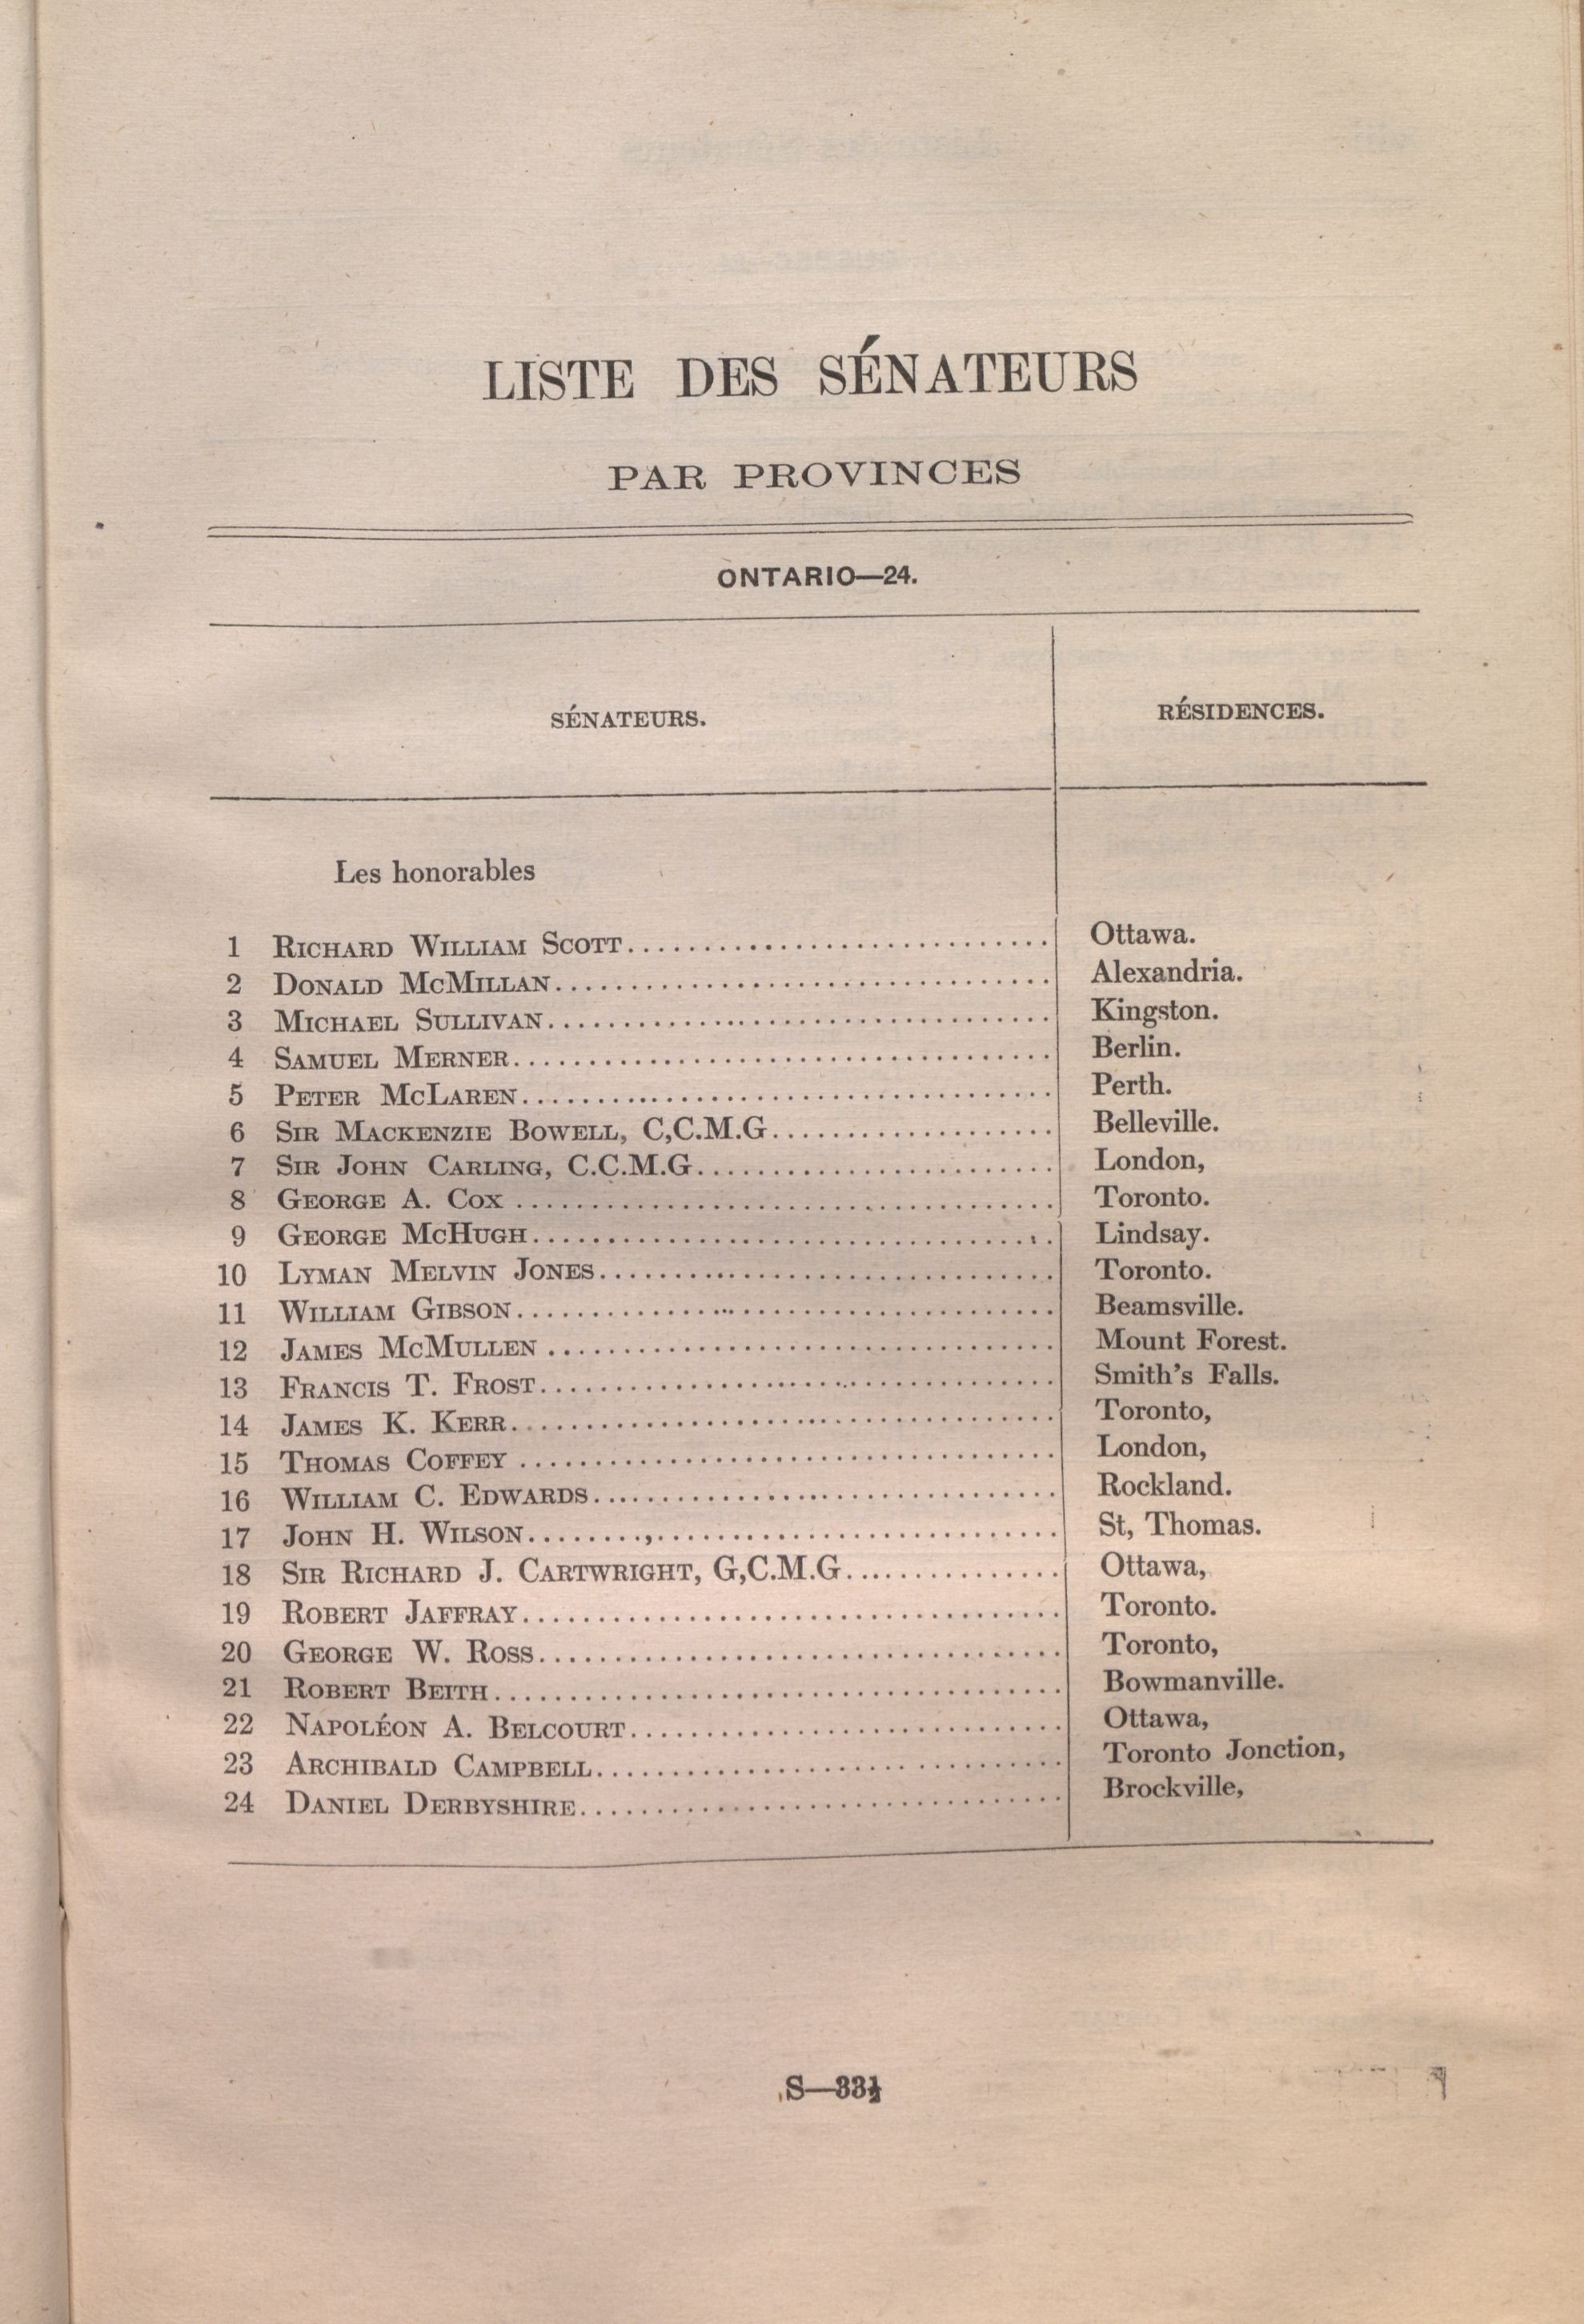 LISTE DES SÉNATEURS
PAR PROVINCES
ONTARIO—24.
SÉNATEURS. RÉSIDENCES.
Les honorables
1 RICHARD WILLIAM SCOTT Ottawa.
2 DONALD MCMILLAN Alexandria.
3 MICHAEL SULLIVAN Kingston.
4 SAMUEL MERNER Berlin.
5 PETER MCLAREN Perth.
6 SIR MACKENZIE BOWELL, C,C.M.G Belleville.
7 SIR JOHN CARLING, C.C.M.G London,
8 GEORGE A. COX Toronto.
9 GEORGE MCHUGH Lindsay.
10 LYMAN MELVIN JONES Toronto.
11 WILLIAM GIBSON Beamsville.
12 JAMES MCMULLEN Mount Forest.
13 FRANCIS T. FROST Smith's Falls.
14 JAMES K. KERR Toronto,
15 THOMAS COFFEY London,
16 WILLIAM C. EDWARDS Rockland.
17 JOHN H. WILSON St, Thomas.
18 SIR RICHARD J. CARTWRIGHT, G,C.M.G Ottawa,
19 ROBERT JAFFRAY Toronto.
20 GEORGE W. ROSS Toronto,
21 ROBERT BEITH Bowmanville.
22 NAPOLÉON A. BELCOURT Ottawa,
23 ARCHIBALD CAMPBELL Toronto Jonction,
24 DANIEL DERBYSHIRE Brockville,
S—33½